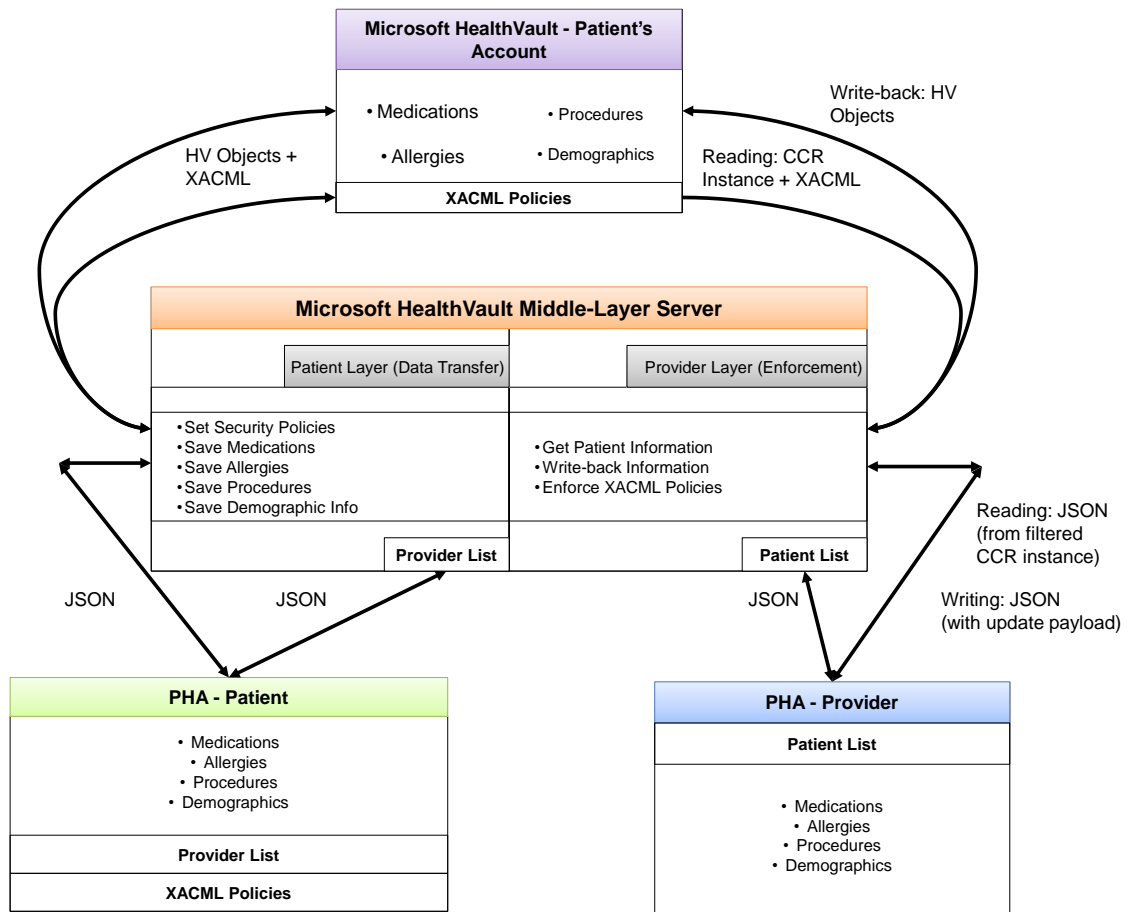 Microsoft HealthVault - Patient's
Account
• Medications
• Procedures
• Allergies
• Demographics
XACML Policies
HV Objects +
XACML
Write-back: HV
Objects
Reading: CCR
Instance + XACML
Microsoft HealthVault Middle-Layer Server
Patient Layer (Data Transfer)
Provider Layer (Enforcement)
• Set Security Policies
• Save Medications
• Save Allergies
• Save Procedures
• Save Demographic Info
• Get Patient Information
• Write-back Information
• Enforce XACML Policies
Provider List
Patient List
JSON
JSON
JSON
Reading: JSON
(from filtered
CCR instance)
Writing: JSON
(with update payload)
PHA - Patient
• Medications
• Allergies
• Procedures
• Demographics
Provider List
XACML Policies
PHA - Provider
Patient List
• Medications
• Allergies
• Procedures
• Demographics